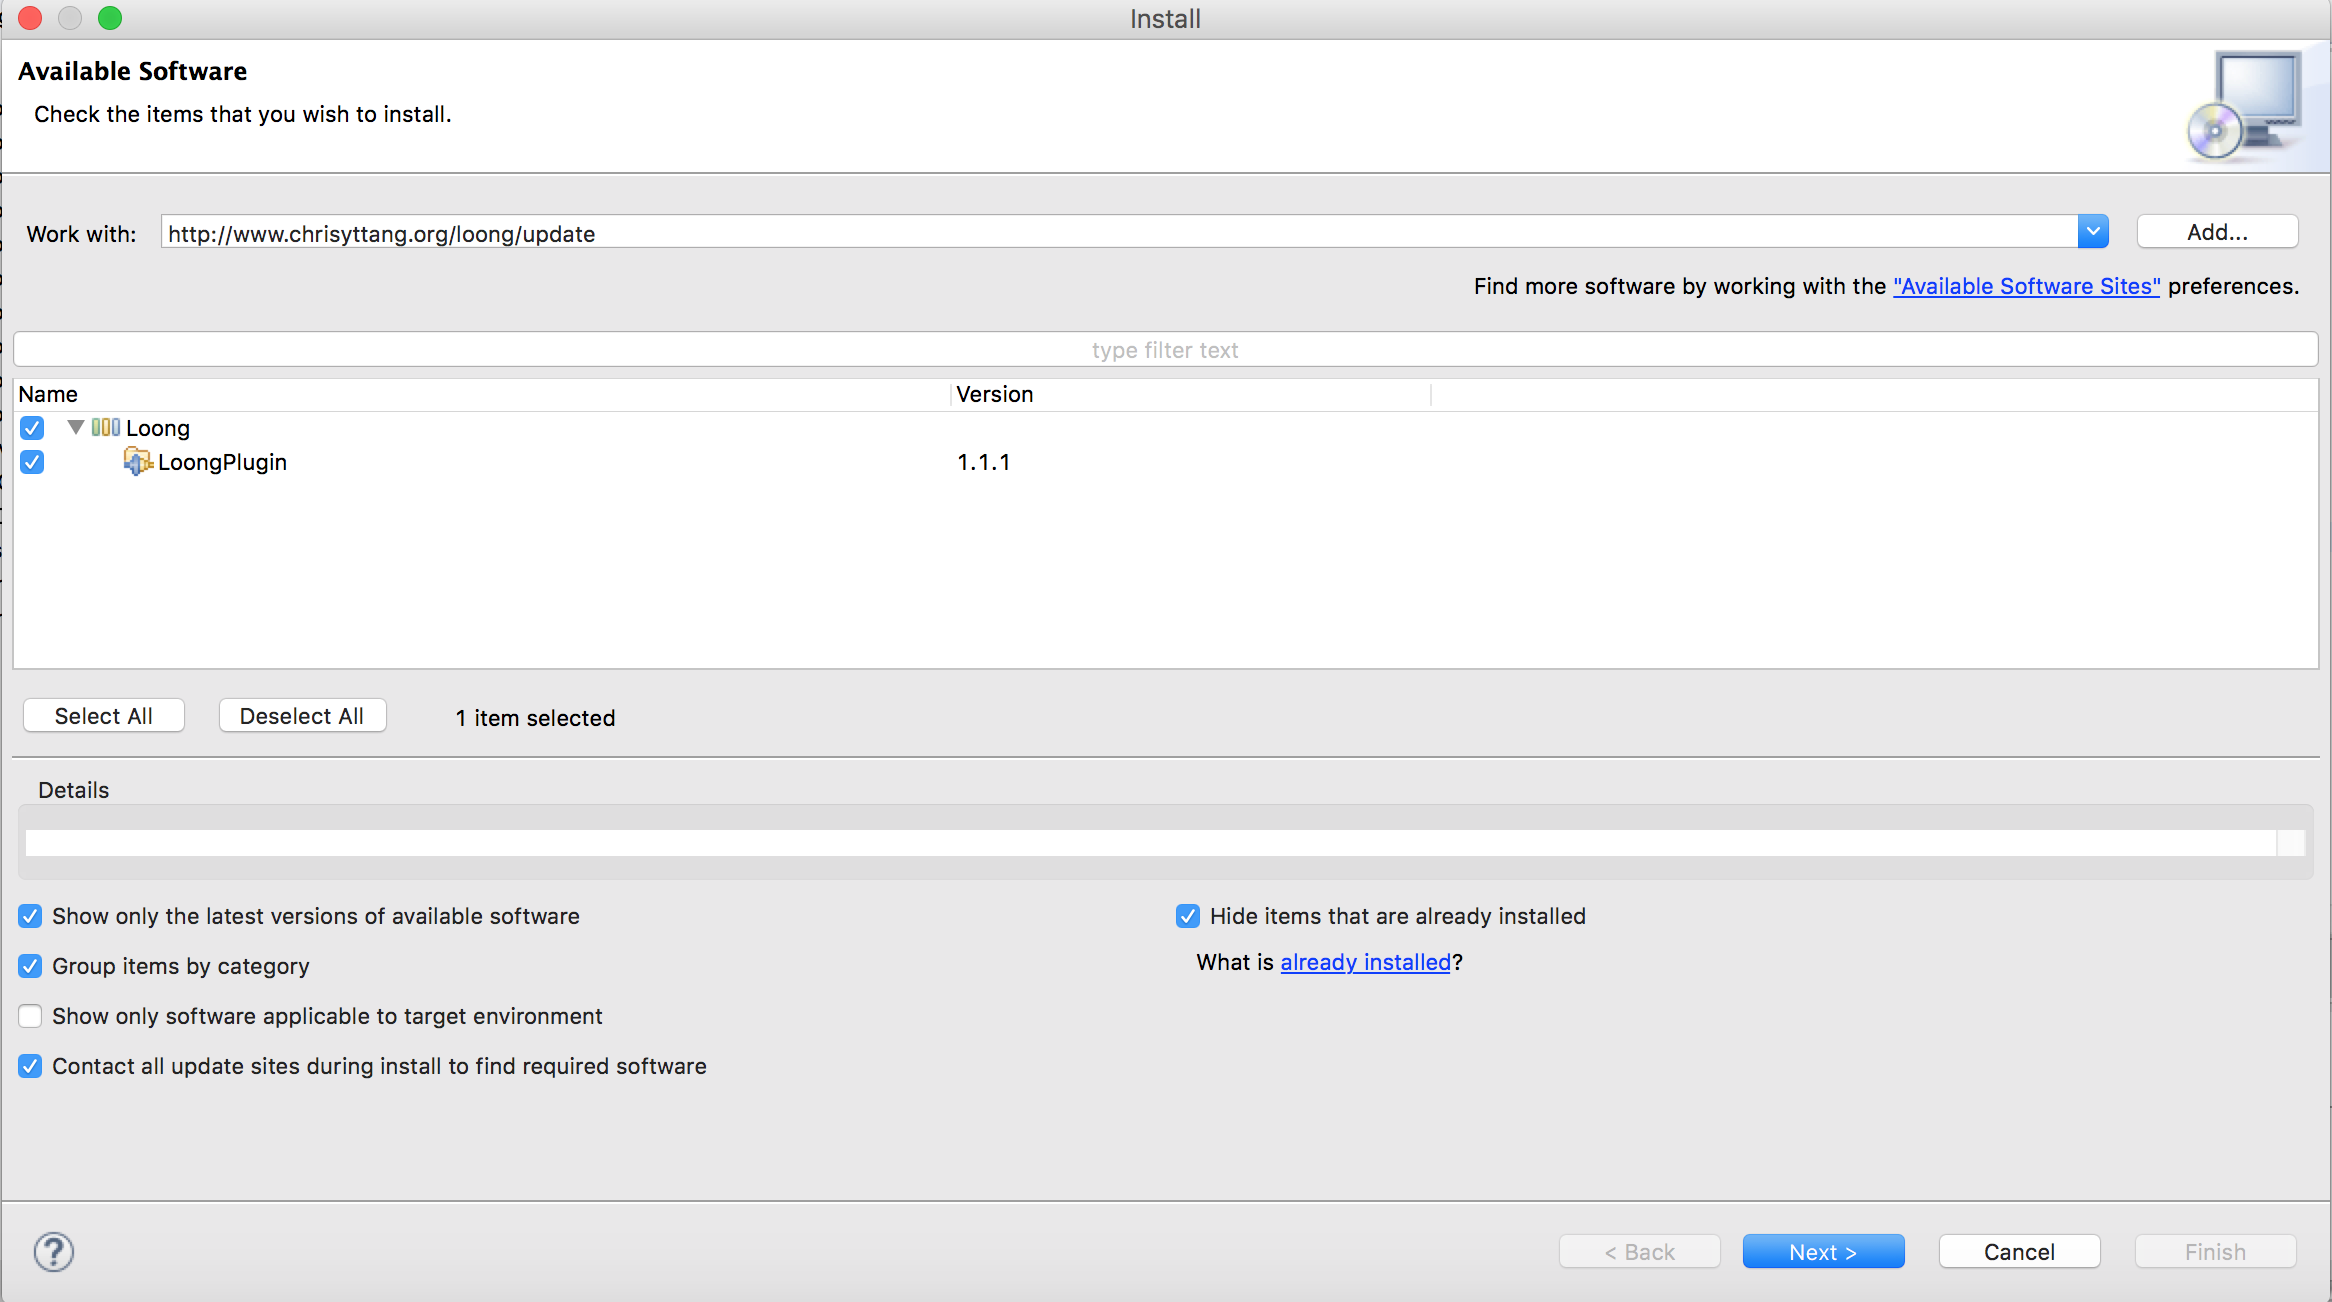 Install
Available Software
Check the items that you wish to install.
Work with: http://www.chrisyttang.org/loong/update Add...
Find more software by working with the "Available Software Sites" preferences.
type filter text
Name Version
Loong
LoongPlugin 1.1.1
Select All Deselect All 1 item selected
Details
Show only the latest versions of available software Hide items that are already installed
Group items by category What is already installed?
Show only software applicable to target environment
Contact all update sites during install to find required software
? < Back Next > Cancel Finish